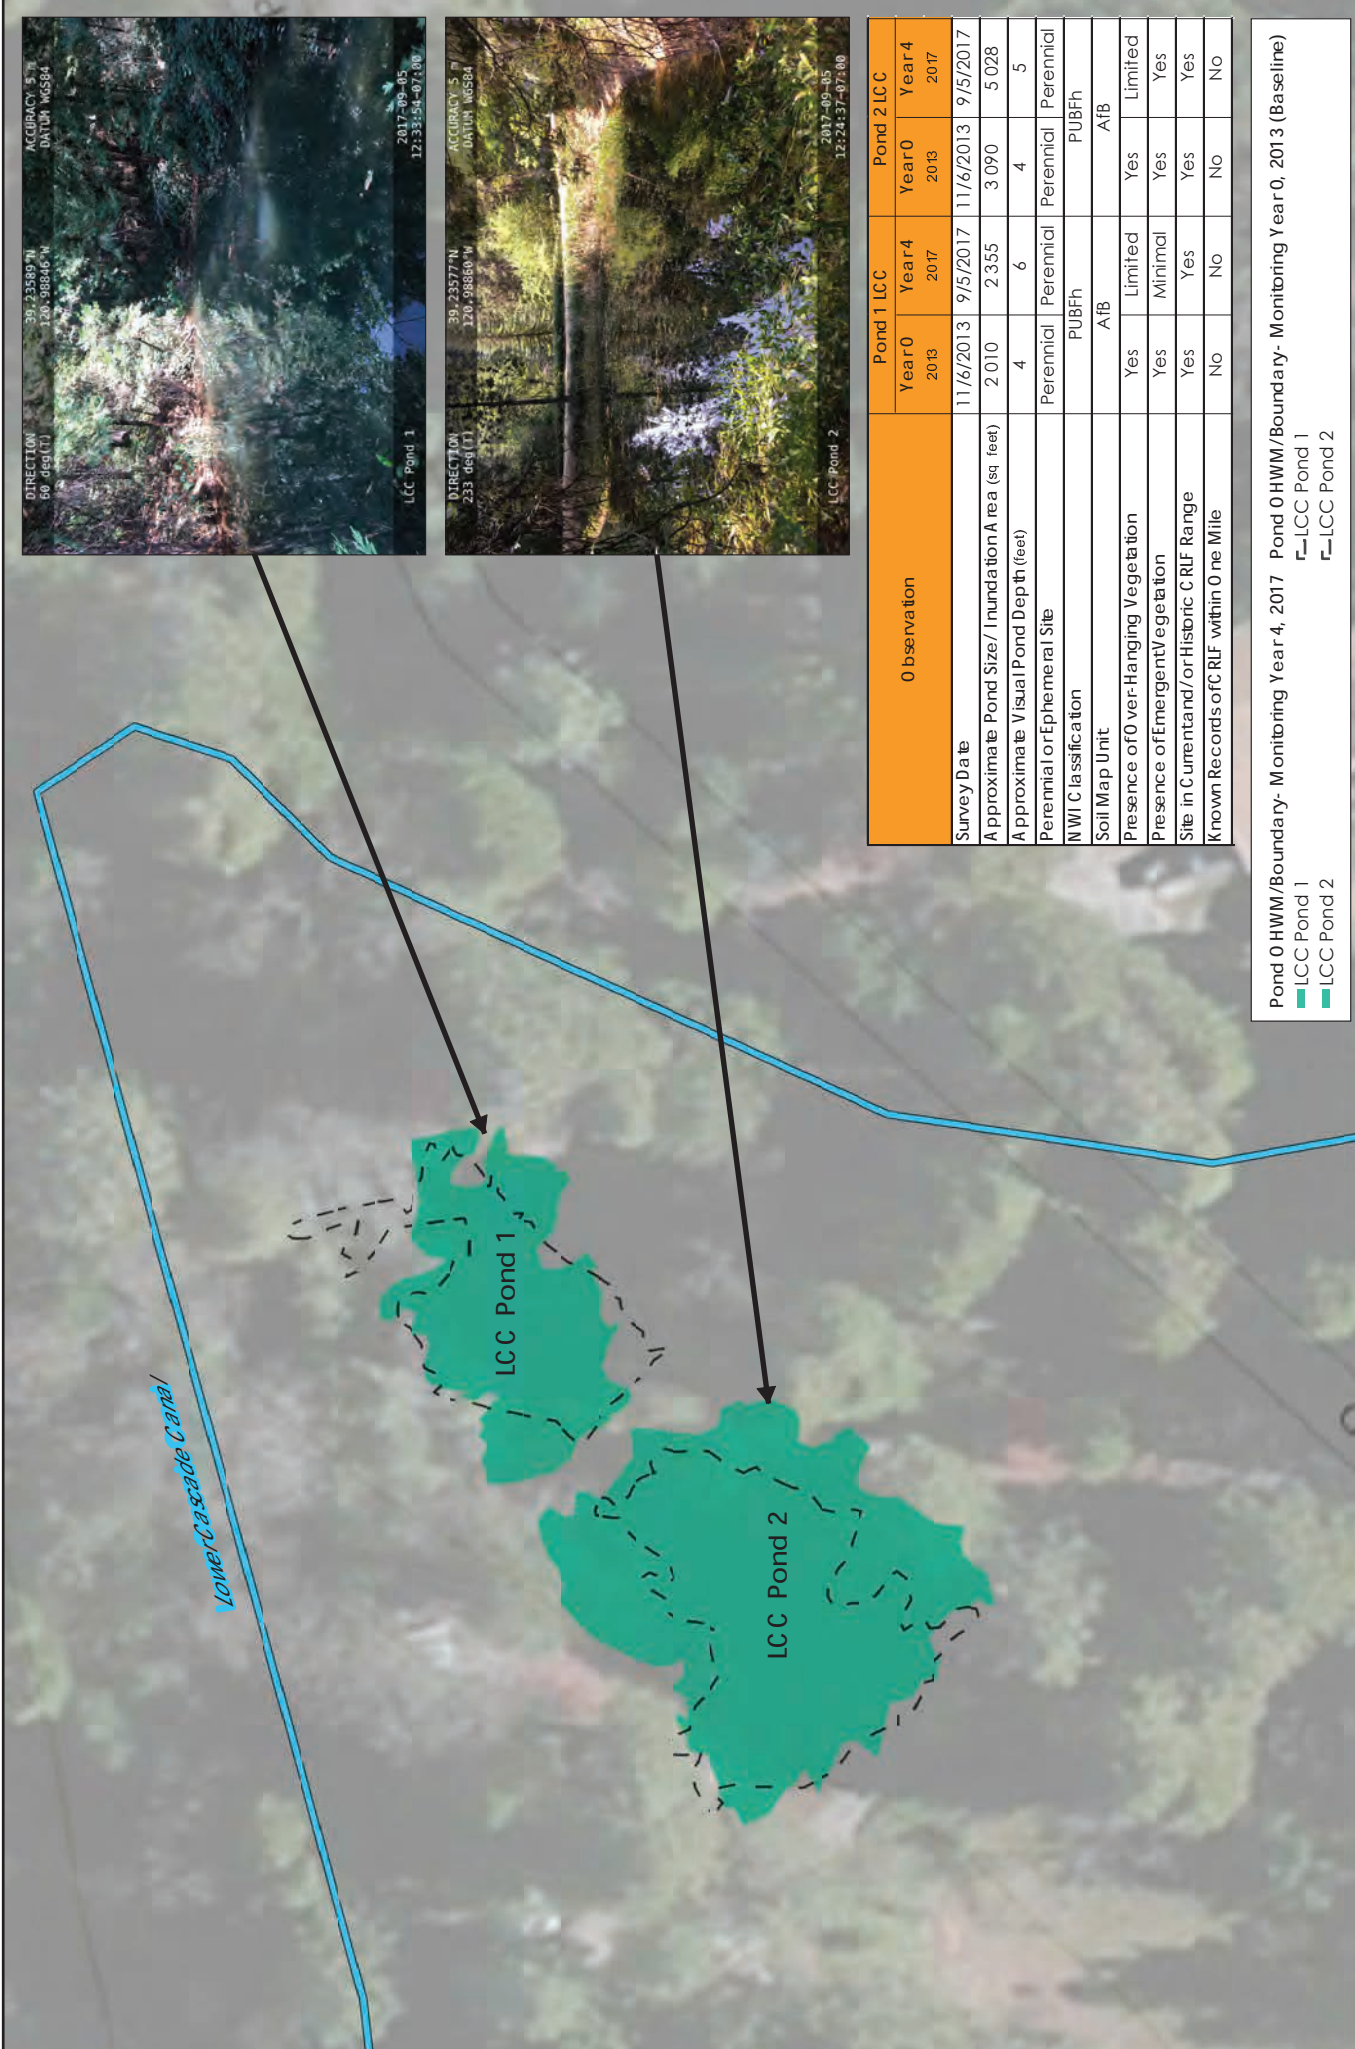 DIRECTION 39.23589°N ACCURACY 5 m
60 deg(T) 120.98846°W DATUM WGS84
LCC Pond 1
2017-09-05
12:33:54-07:00
DIRECTION 39.23577°N ACCURACY 5 m
233 deg(T) 120.98860°W DATUM WGS84
LCC Pond 2
2017-09-05
12:24:37-07:00
Lower Cascade Canal
LCC Pond 1
LCC Pond 2
Observation Pond 1 LCC Pond 2 LCC
Year 0 Year 4 Year 0 Year 4
2013 2017 2013 2017
Survey Date 11/6/2013 9/5/2017 11/6/2013 9/5/2017
Approximate Pond Size/ Inundation Area (sq feet) 2 010 2 355 3 090 5 028
Approximate Visual Pond Depth (feet) 4 6 4 5
Perennial or Ephemeral Site Perennial Perennial Perennial Perennial
NWI Classification PUBFh PUBFh
Soil Map Unit AfB AfB
Presence of Over-Hanging Vegetation Yes Limited Yes Limited
Presence of Emergent Vegetation Yes Minimal Yes Yes
Site in Current and/or Historic CRLF Range Yes Yes Yes Yes
Known Records of CRLF within One Mile No No No No
Pond OHWM/Boundary- Monitoring Year 4, 2017 Pond OHWM/Boundary- Monitoring Year 0, 2013 (Baseline)
LCC Pond 1 LCC Pond 1
LCC Pond 2 LCC Pond 2